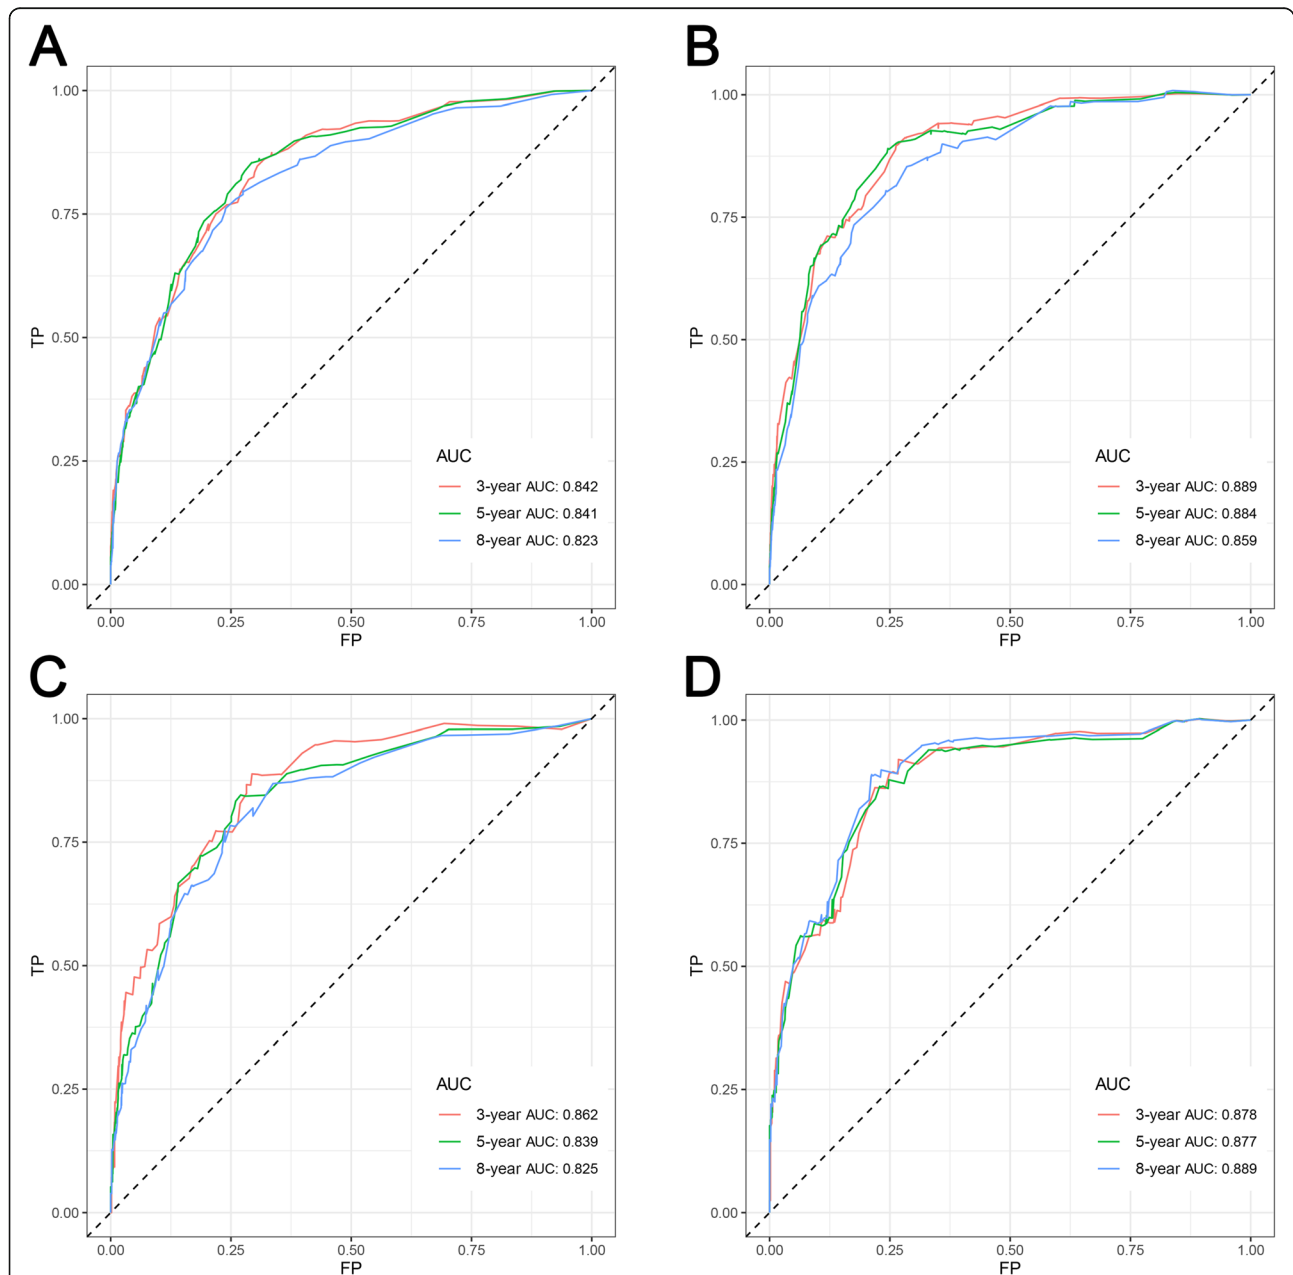 A
1.00
0.75
0.50
0.25
0.00
TP
AUC
3-year AUC: 0.842
5-year AUC: 0.841
8-year AUC: 0.823
0.00 0.25 0.50 0.75 1.00
FP
B
1.00
0.75
0.50
0.25
0.00
TP
AUC
3-year AUC: 0.889
5-year AUC: 0.884
8-year AUC: 0.859
0.00 0.25 0.50 0.75 1.00
FP
C
1.00
0.75
0.50
0.25
0.00
TP
AUC
3-year AUC: 0.862
5-year AUC: 0.839
8-year AUC: 0.825
0.00 0.25 0.50 0.75 1.00
FP
D
1.00
0.75
0.50
0.25
0.00
TP
AUC
3-year AUC: 0.878
5-year AUC: 0.877
8-year AUC: 0.889
0.00 0.25 0.50 0.75 1.00
FP